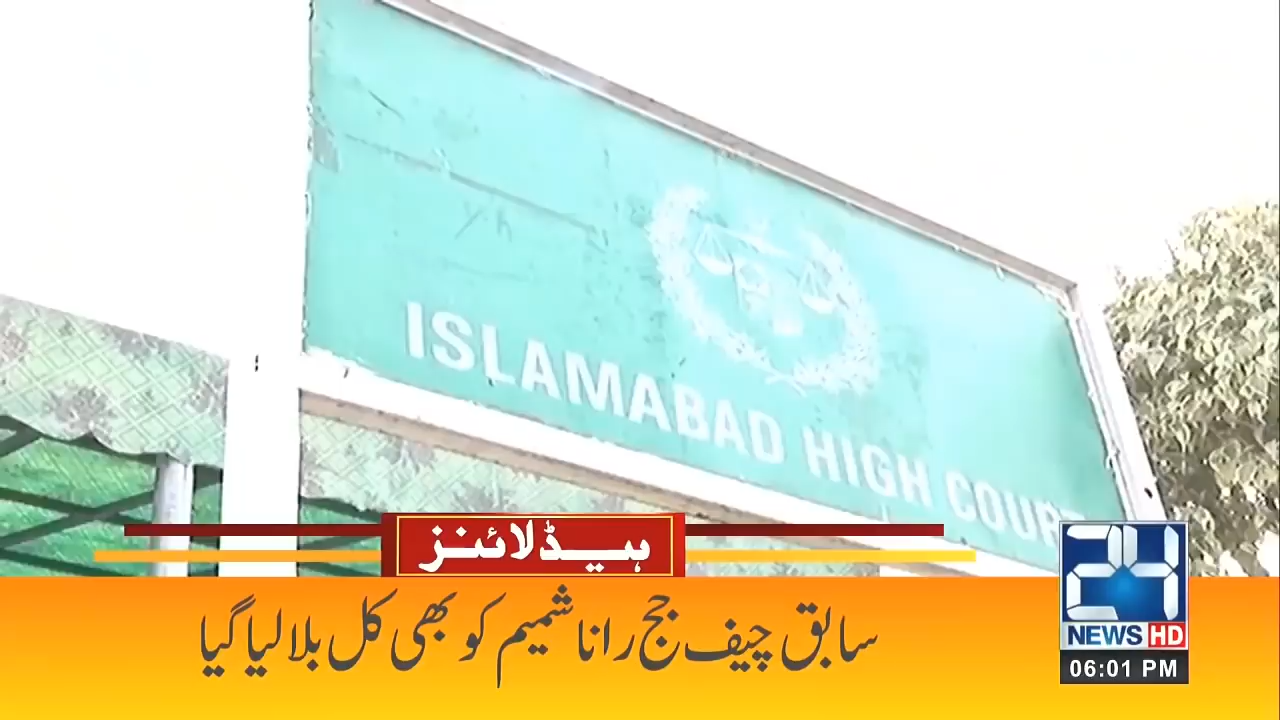 ISLAMABAD HIGH COURT
ہیڈلائنز
سابق چیف جج رانا شمیم کو بھی کل بلا لیا گیا
24
NEWS HD
06:01 PM